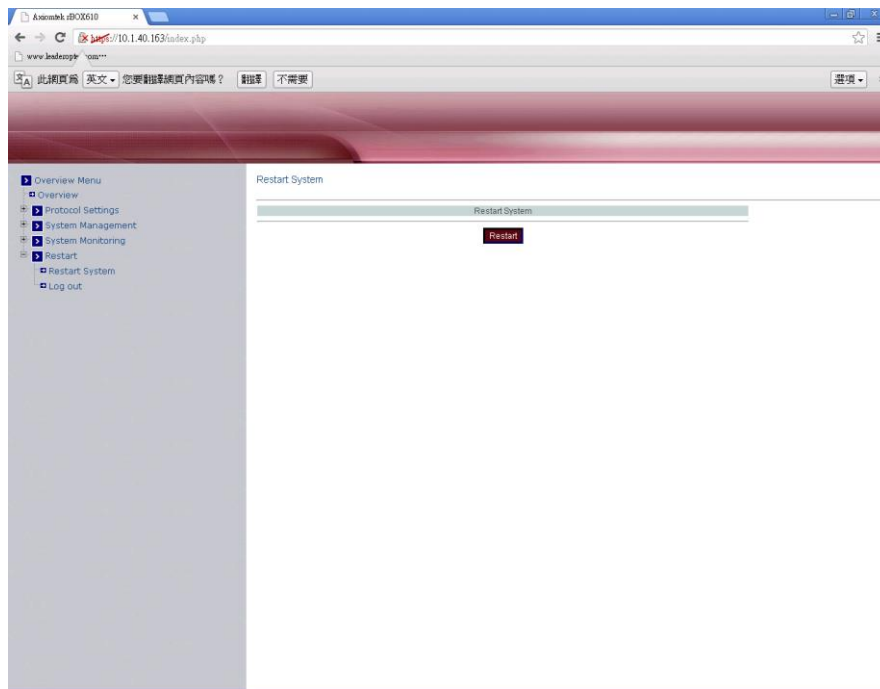 Axiomtek rBOX610
https://10.1.40.163/index.php
此網頁為 英文 您要翻譯網頁內容嗎？ 翻譯 不需要 選項
Overview Menu
Overview
Protocol Settings
System Management
System Monitoring
Restart
Restart System
Log out
Restart System
Restart System
Restart